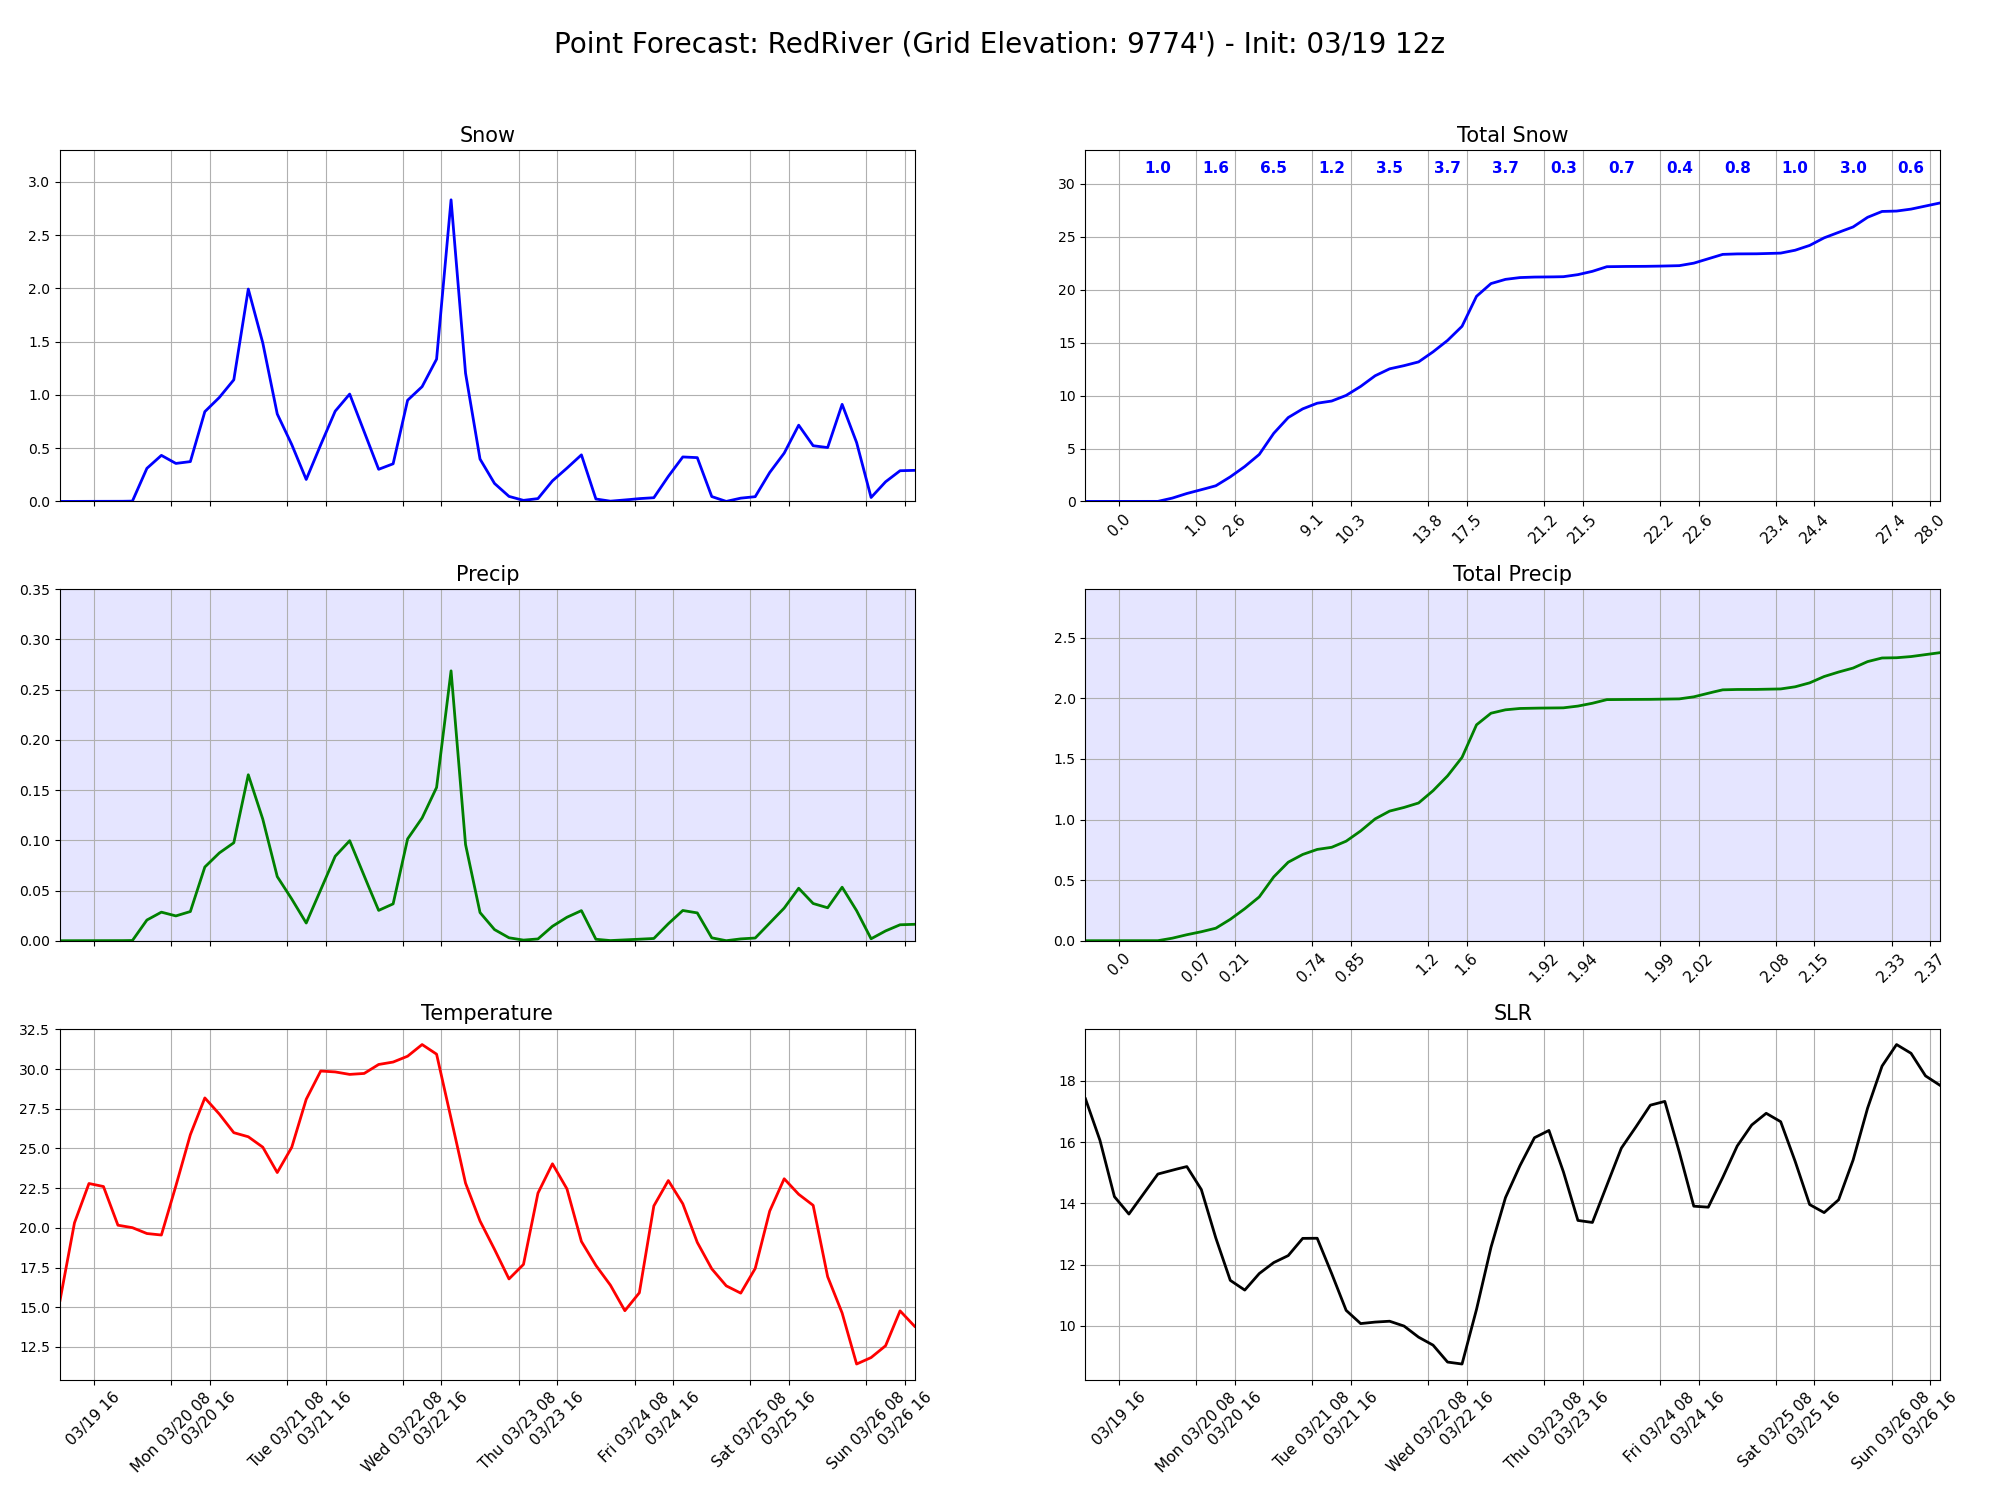 Point Forecast: RedRiver (Grid Elevation: 9774') - Init: 03/19 12z
Snow
3.0
2.5
2.0
1.5
1.0
0.5
0.0
Total Snow
1.0 1.6 6.5 1.2 3.5 3.7 3.7 0.3 0.7 0.4 0.8 1.0 3.0 0.6
30
25
20
15
10
5
0
0.0 1.0 2.6 9.1 10.3 13.8 17.5 21.2 21.5 22.2 22.6 23.4 24.4 27.4 28.0
Precip
0.35
0.30
0.25
0.20
0.15
0.10
0.05
0.00
Total Precip
2.5
2.0
1.5
1.0
0.5
0.0
0.0 0.07 0.21 0.74 0.85 1.2 1.6 1.92 1.94 1.99 2.02 2.08 2.15 2.33 2.37
Temperature
32.5
30.0
27.5
25.0
22.5
20.0
17.5
15.0
12.5
03/19 16
Mon 03/20 08
03/20 16
Tue 03/21 08
03/21 16
Wed 03/22 08
03/22 16
Thu 03/23 08
03/23 16
Fri 03/24 08
03/24 16
Sat 03/25 08
03/25 16
Sun 03/26 08
03/26 16
SLR
18
16
14
12
10
03/19 16
Mon 03/20 08
03/20 16
Tue 03/21 08
03/21 16
Wed 03/22 08
03/22 16
Thu 03/23 08
03/23 16
Fri 03/24 08
03/24 16
Sat 03/25 08
03/25 16
Sun 03/26 08
03/26 16